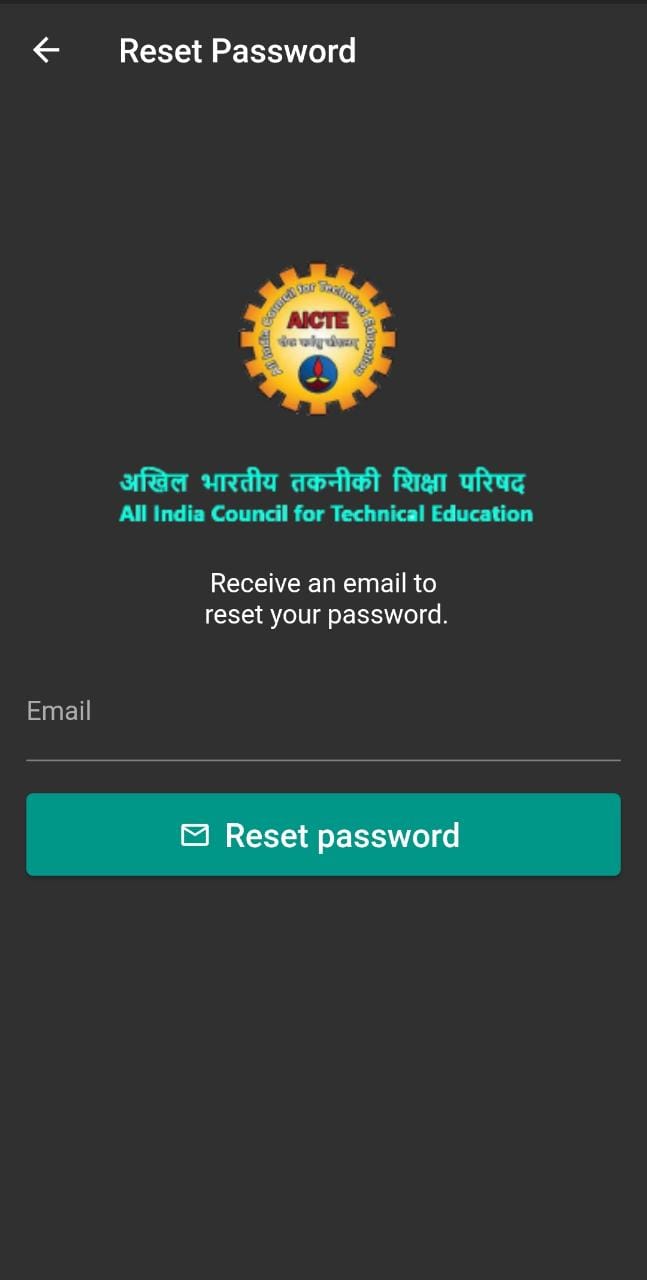 Reset Password
All India Council for Technical Education
AICTE
अखिल भारतीय तकनीकी शिक्षा परिषद
All India Council for Technical Education
Receive an email to
reset your password.
Email
Reset password